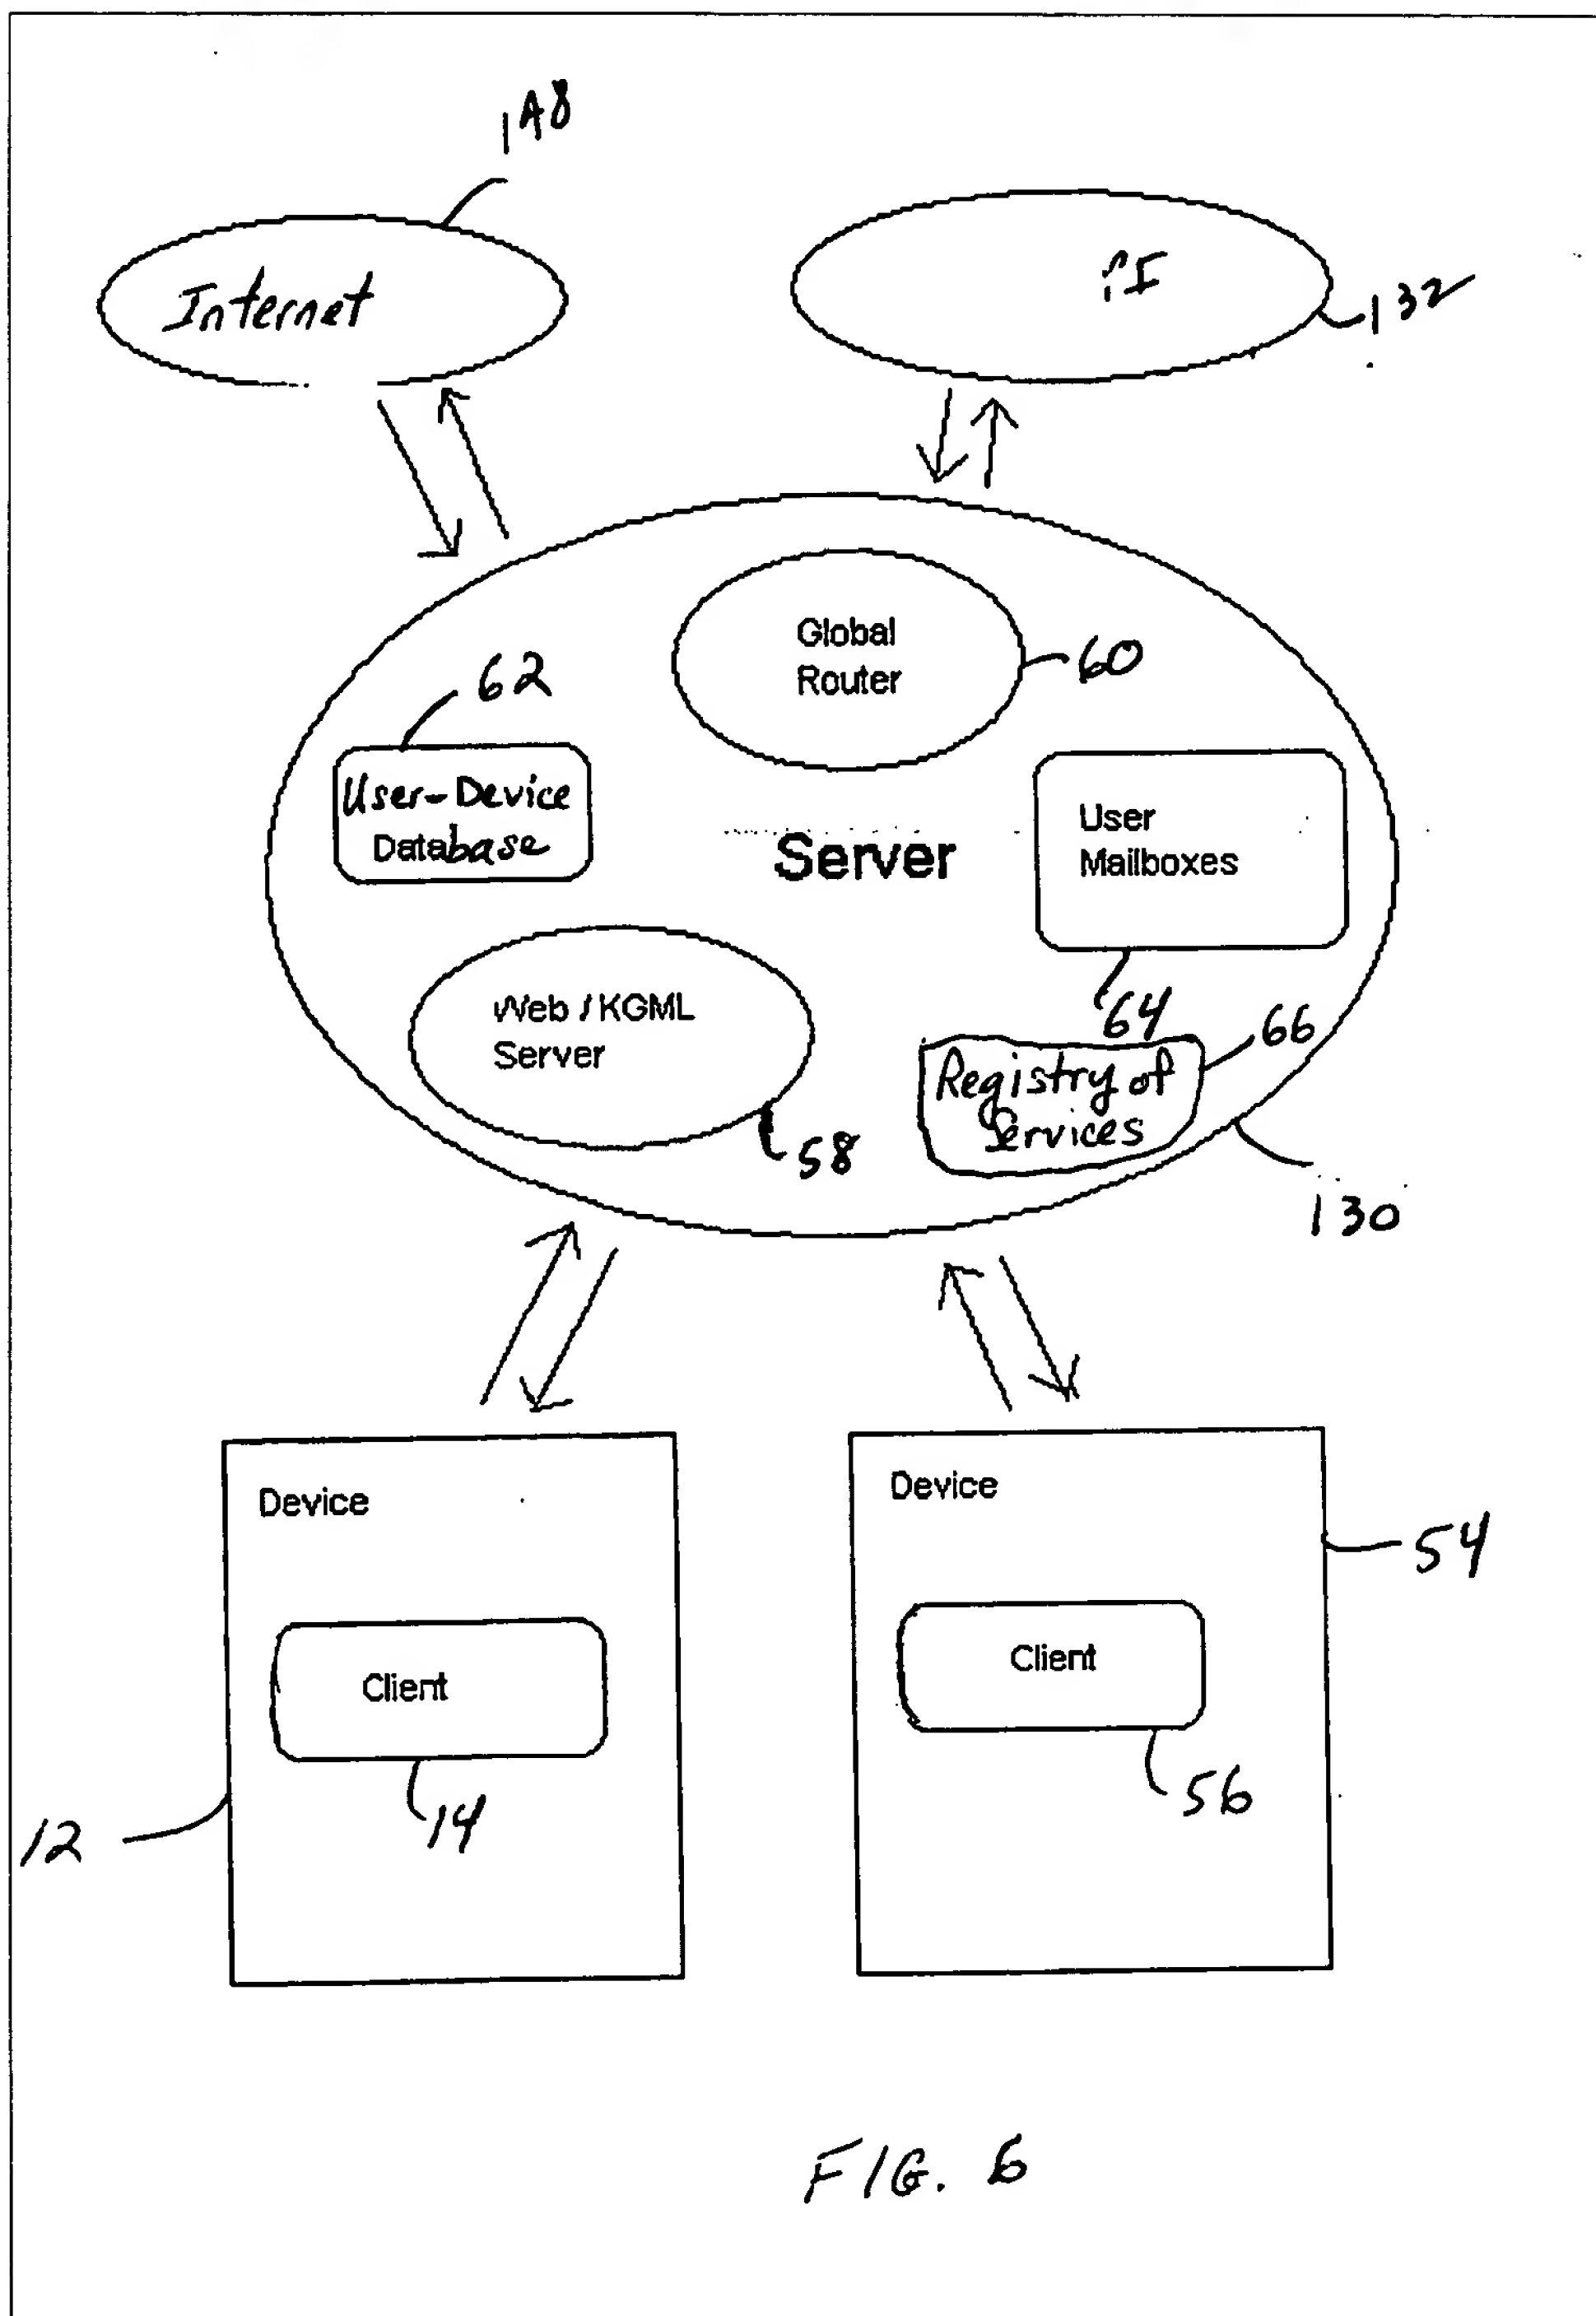 148
Internet
PI
132
Global
Router
60
62
User-Device
Database
User
Mailboxes
Server
64
Web / KGML
Server
66
Registry of
Services
58
130
Device
Device
54
Client
Client
56
14
12
FIG. 6